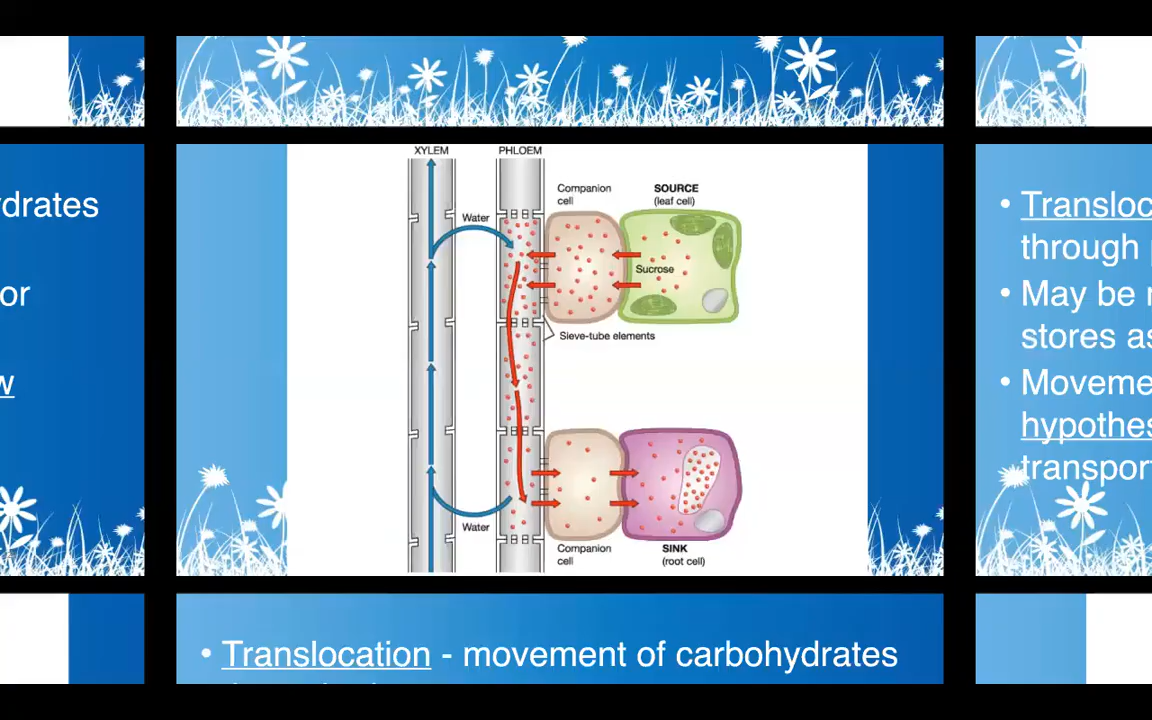 drates
or
w
XYLEM
PHLOEM
Companion
cell
SOURCE
(leaf cell)
Water
Sucrose
Sieve-tube elements
Water
Companion
cell
SINK
(root cell)
• Transloc
through
• May be
stores as
• Moveme
hypothes
transport
• Translocation - movement of carbohydrates